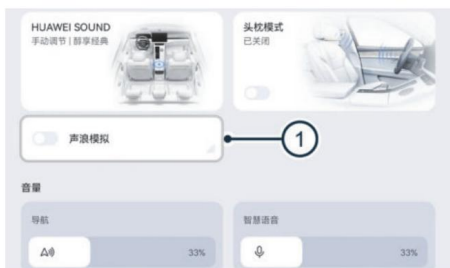 HUAWEI SOUND
手动调节 | 醇享经典
头枕模式
已关闭
声浪模拟
1
音量
导航
智慧语音
33%
33%